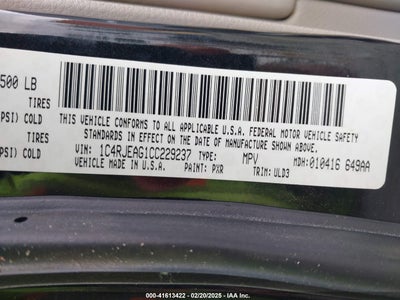 500 LB
TIRES
PSI) COLD
TIRES
PSI) COLD
THIS VEHICLE CONFORMS TO ALL APPLICABLE U.S.A. FEDERAL MOTOR VEHICLE SAFETY
STANDARDS IN EFFECT ON THE DATE OF MANUFACTURE SHOWN ABOVE.
VIN: 1C4RJEAG1CC229237 TYPE: MPV MDH:010416 649AA
VEHICLE MADE IN U.S.A. PAINT: PXR TRIM: ULD3
000-41613422 - 02/20/2025 - IAAI.COM